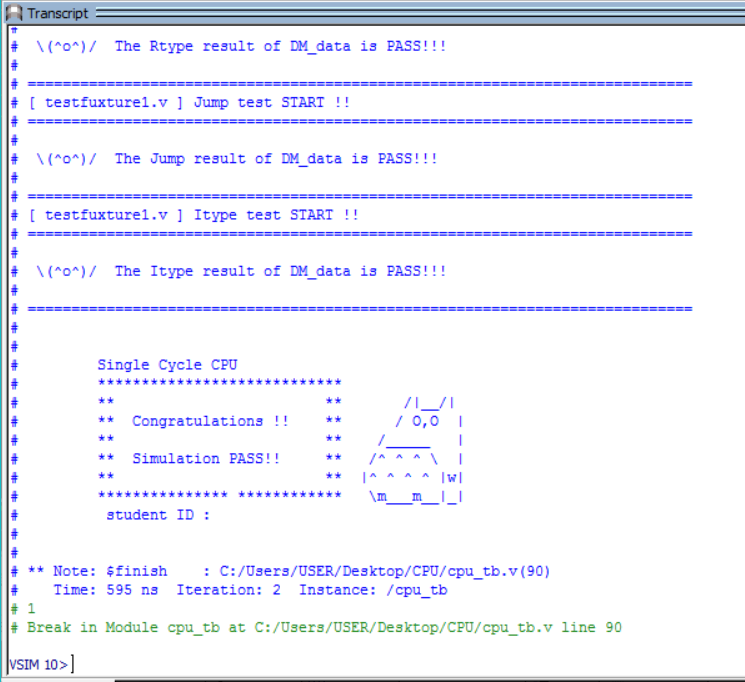 Transcript
#
#  \(^o^)/  The Rtype result of DM_data is PASS!!!
#
# ============================================================================
# [ testfuxture1.v ] Jump test START !!
# ============================================================================
#
#  \(^o^)/  The Jump result of DM_data is PASS!!!
#
# ============================================================================
# [ testfuxture1.v ] Itype test START !!
# ============================================================================
#
#  \(^o^)/  The Itype result of DM_data is PASS!!!
#
# ============================================================================
#
#
#         Single Cycle CPU
#         ****************************
#         **                        **       /|__/|
#         **  Congratulations !!    **      / O,O  |
#         **                        **    /_____   |
#         **  Simulation PASS!!     **   /^ ^ ^ \  |
#         **                        **  |^ ^ ^ ^ |w|
#         *************** ************   \m___m__|_|
#          student ID :
#
#
# ** Note: $finish    : C:/Users/USER/Desktop/CPU/cpu_tb.v(90)
#    Time: 595 ns  Iteration: 2  Instance: /cpu_tb
# 1
# Break in Module cpu_tb at C:/Users/USER/Desktop/CPU/cpu_tb.v line 90
VSIM 10>